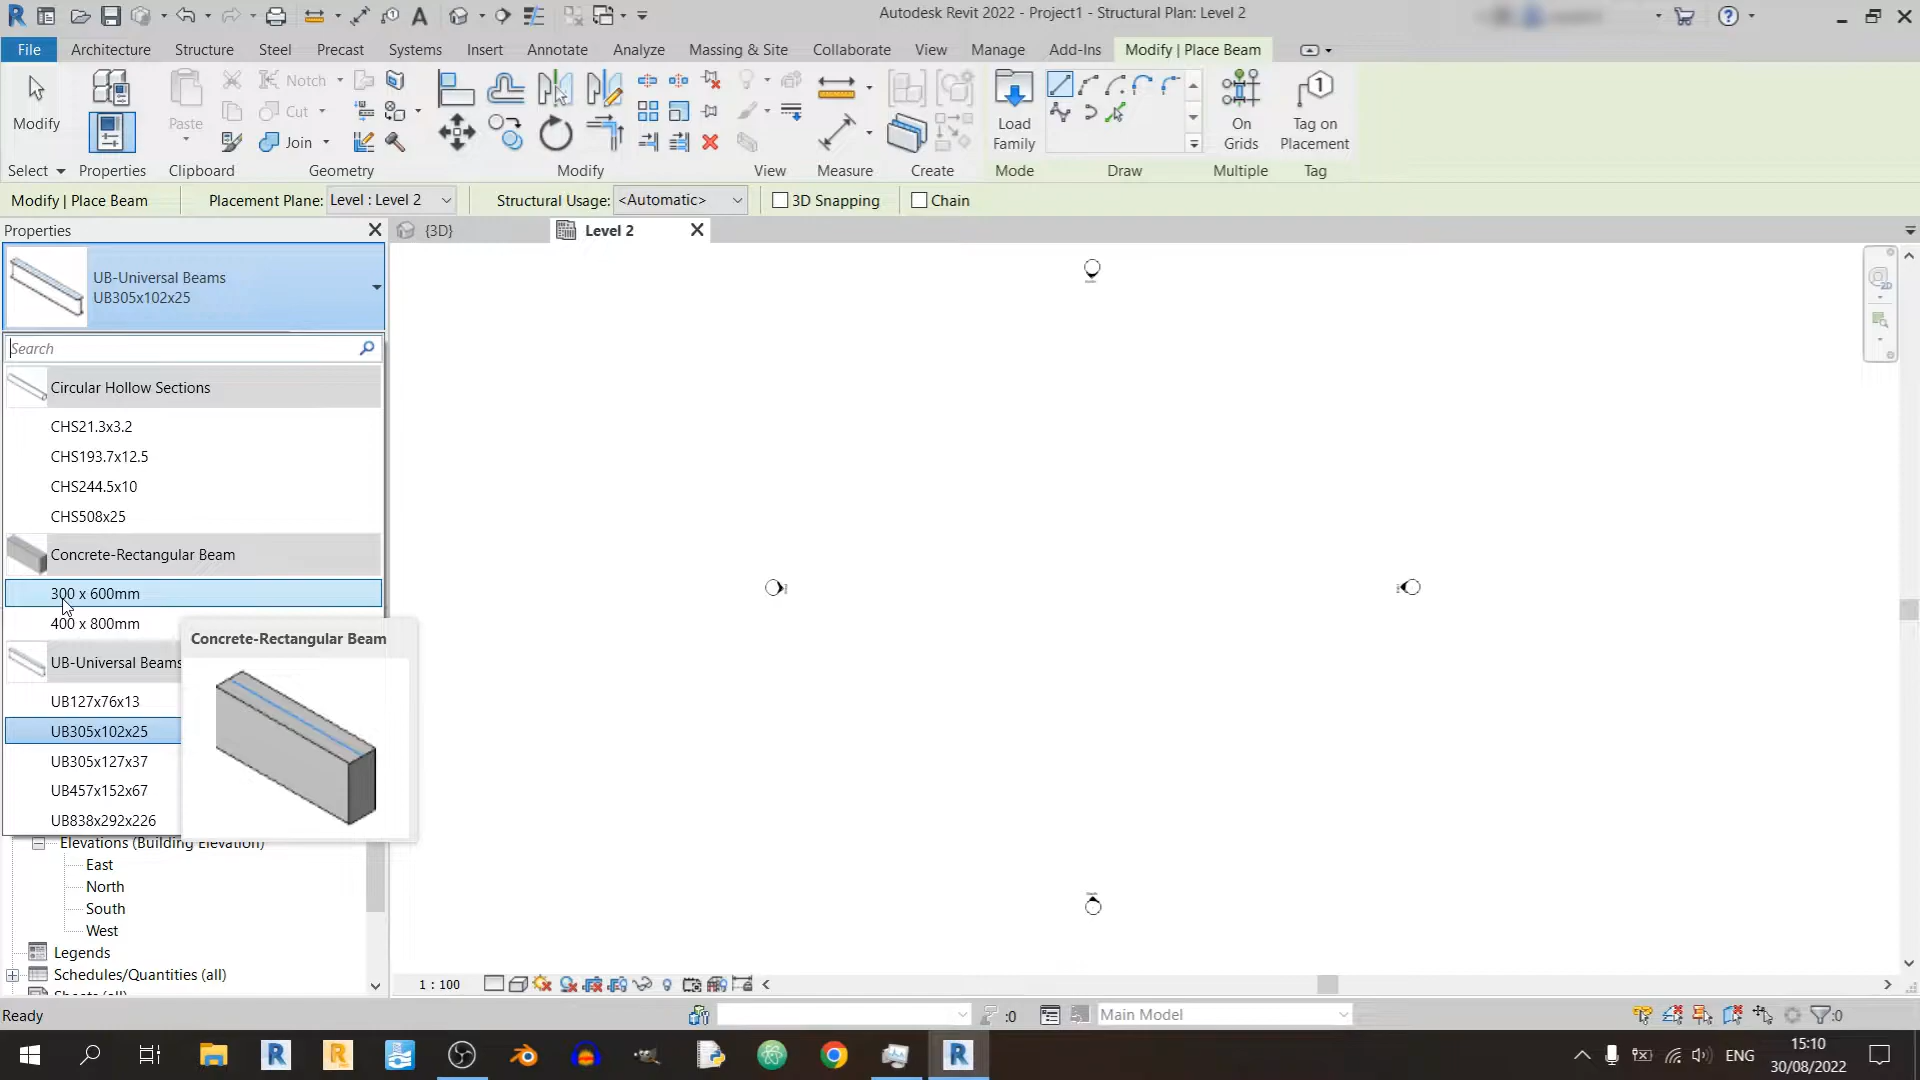 Autodesk Revit 2022 - Project1 - Structural Plan: Level 2
File Architecture Structure Steel Precast Systems Insert Annotate Analyze Massing & Site Collaborate View Manage Add-Ins Modify | Place Beam
Modify
Paste
Notch
Cut
Join
Load Family
On Grids
Tag on Placement
Select Properties Clipboard Geometry Modify View Measure Create Mode Draw Multiple Tag
Modify | Place Beam Placement Plane: Level : Level 2 Structural Usage: <Automatic> 3D Snapping Chain
Properties
{3D} Level 2
UB-Universal Beams
UB305x102x25
Search
Circular Hollow Sections
CHS21.3x3.2
CHS193.7x12.5
CHS244.5x10
CHS508x25
Concrete-Rectangular Beam
300 x 600mm
400 x 800mm
Concrete-Rectangular Beam
UB-Universal Beams
UB127x76x13
UB305x102x25
UB305x127x37
UB457x152x67
UB838x292x226
Elevations (Building Elevation)
East
North
South
West
Legends
Schedules/Quantities (all)
Sheets (all)
1 : 100
Ready :0 Main Model :0
ENG
15:10
30/08/2022